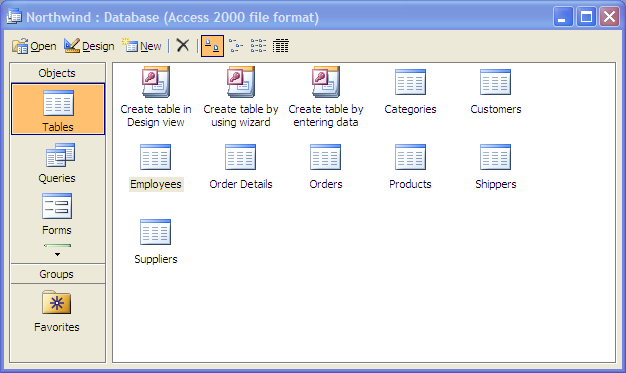 Northwind : Database (Access 2000 file format)
Open Design New
Objects
Tables
Queries
Forms
Groups
Favorites
Create table in
Design view
Create table by
using wizard
Create table by
entering data
Categories
Customers
Employees
Order Details
Orders
Products
Shippers
Suppliers